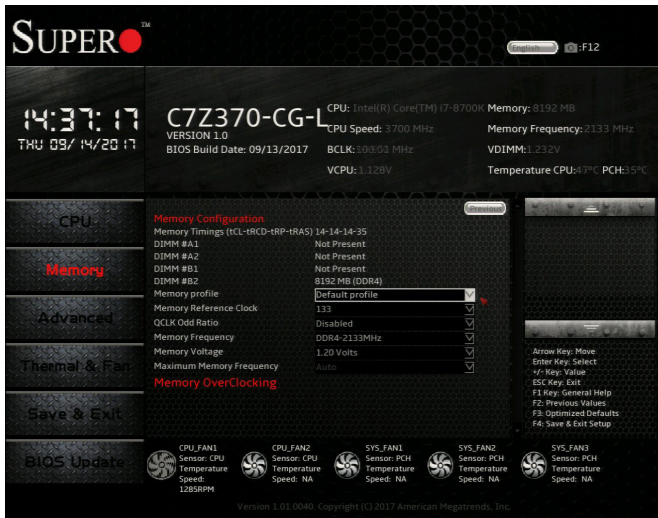 SUPER TM
English :F12
14:37:17
THU 09/14/2017
C7Z370-CG-L
VERSION 1.0
BIOS Build Date: 09/13/2017
CPU: Intel(R) Core(TM) i7-8700K
CPU Speed: 3700 MHz
BCLK: MHz
VCPU: 1.128V
Memory: 8192 MB
Memory Frequency: 2133 MHz
VDIMM: 1.232V
Temperature CPU: °C PCH:35°C
CPU
Memory
Advanced
Thermal & Fan
Save & Exit
BIOS Update
Previous
Memory Configuration
Memory Timings (tCL-tRCD-tRP-tRAS) 14-14-14-35
DIMM #A1 Not Present
DIMM #A2 Not Present
DIMM #B1 Not Present
DIMM #B2 8192 MB (DDR4)
Memory profile Default profile
Memory Reference Clock 133
QCLK Odd Ratio Disabled
Memory Frequency DDR4-2133MHz
Memory Voltage 1.20 Volts
Maximum Memory Frequency Auto
Memory OverClocking
Arrow Key: Move
Enter Key: Select
+/- Key: Value
ESC Key: Exit
F1 Key: General Help
F2: Previous Values
F3: Optimized Defaults
F4: Save & Exit Setup
CPU_FAN1
Sensor: CPU
Temperature
Speed:
1285RPM
CPU_FAN2
Sensor: CPU
Temperature
Speed: NA
SYS_FAN1
Sensor: PCH
Temperature
Speed: NA
SYS_FAN2
Sensor: PCH
Temperature
Speed: NA
SYS_FAN3
Sensor: PCH
Temperature
Speed: NA
Version 1.01.0040. Copyright (C) 2017 American Megatrends, Inc.